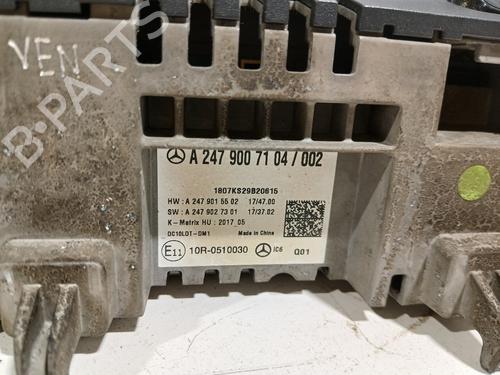 VEN
B-PARTS
A 247 900 71 04 / 002
1807KS29B20615
HW: A 247 901 55 02 17/47.00
SW: A 247 902 73 01 17/37.02
K-Matrix HU : 2017_05
DC10LDT-DM1 Made in China
E11 10R-0510030 IC6 Q01